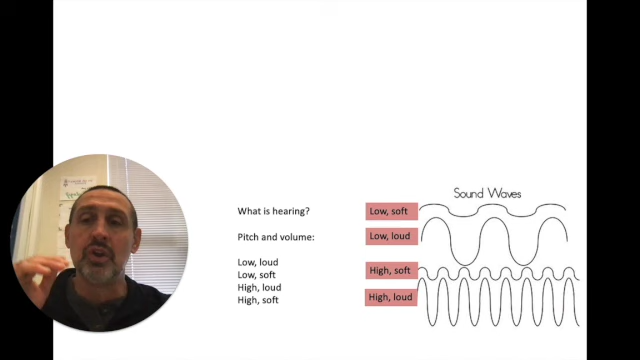 What is hearing?
Pitch and volume:
Low, loud
Low, soft
High, loud
High, soft
Sound Waves
Low, soft
Low, loud
High, soft
High, loud